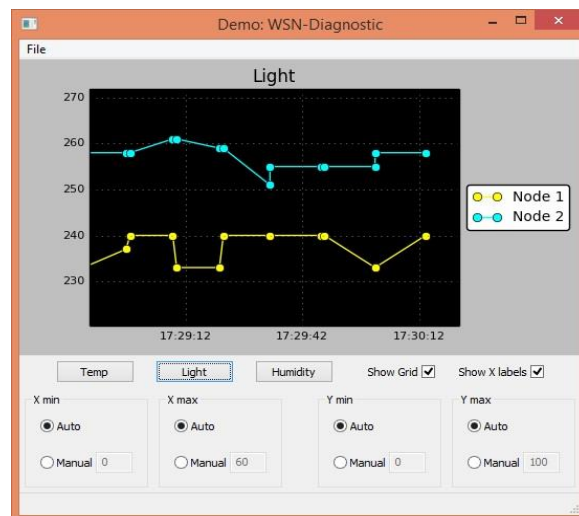 Demo: WSN-Diagnostic
File
Light
270
260
250
240
230
Node 1
Node 2
17:29:12 17:29:42 17:30:12
Temp Light Humidity Show Grid Show X labels
X min X max Y min Y max
Auto Auto Auto Auto
Manual 0 Manual 60 Manual 0 Manual 100